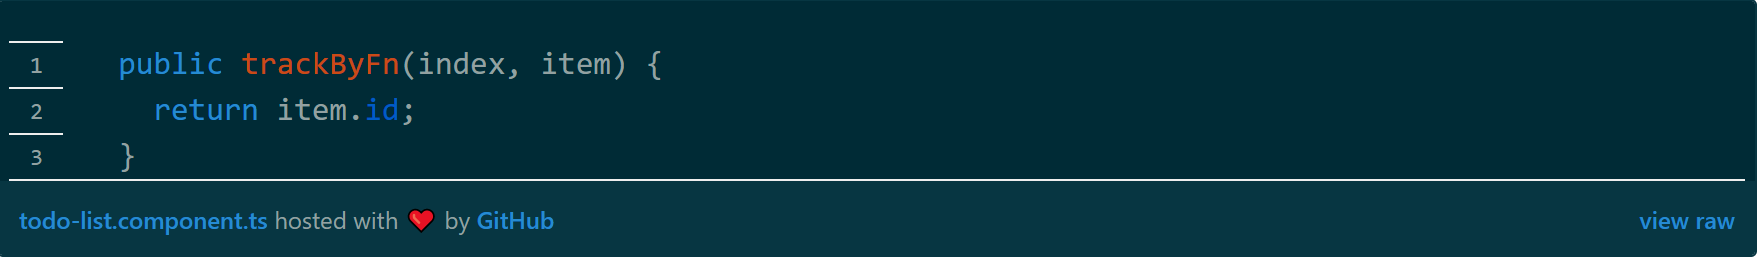 1 public trackByFn(index, item) {
2 return item.id;
3 }
todo-list.component.ts hosted with ❤ by GitHub view raw